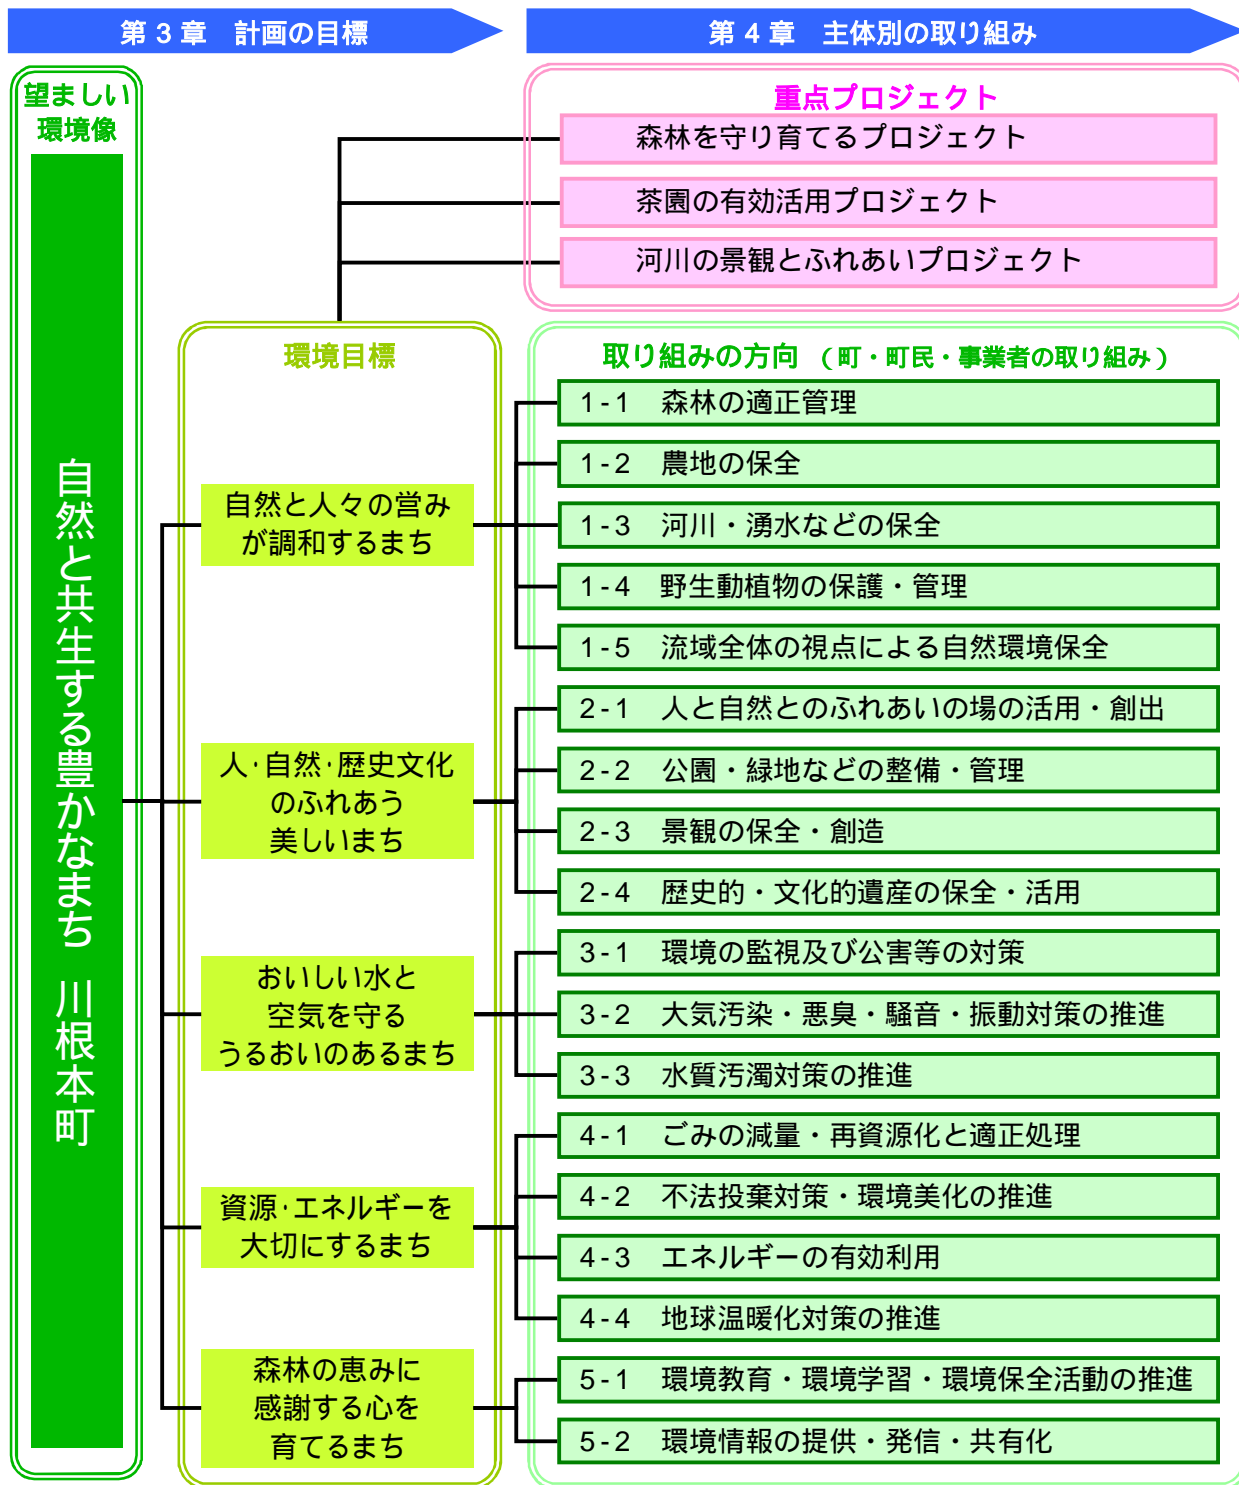 第3章 計画の目標
第4章 主体別の取り組み
望ましい
環境像
自然と共生する豊かなまち 川根本町
重点プロジェクト
森林を守り育てるプロジェクト
茶園の有効活用プロジェクト
河川の景観とふれあいプロジェクト
環境目標
取り組みの方向 (町・町民・事業者の取り組み)
自然と人々の営み
が調和するまち
1-1 森林の適正管理
1-2 農地の保全
1-3 河川・湧水などの保全
1-4 野生動植物の保護・管理
1-5 流域全体の視点による自然環境保全
人・自然・歴史文化
のふれあう
美しいまち
2-1 人と自然とのふれあいの場の活用・創出
2-2 公園・緑地などの整備・管理
2-3 景観の保全・創造
2-4 歴史的・文化的遺産の保全・活用
おいしい水と
空気を守る
うるおいのあるまち
3-1 環境の監視及び公害等の対策
3-2 大気汚染・悪臭・騒音・振動対策の推進
3-3 水質汚濁対策の推進
資源・エネルギーを
大切にするまち
4-1 ごみの減量・再資源化と適正処理
4-2 不法投棄対策・環境美化の推進
4-3 エネルギーの有効利用
4-4 地球温暖化対策の推進
森林の恵みに
感謝する心を
育てるまち
5-1 環境教育・環境学習・環境保全活動の推進
5-2 環境情報の提供・発信・共有化